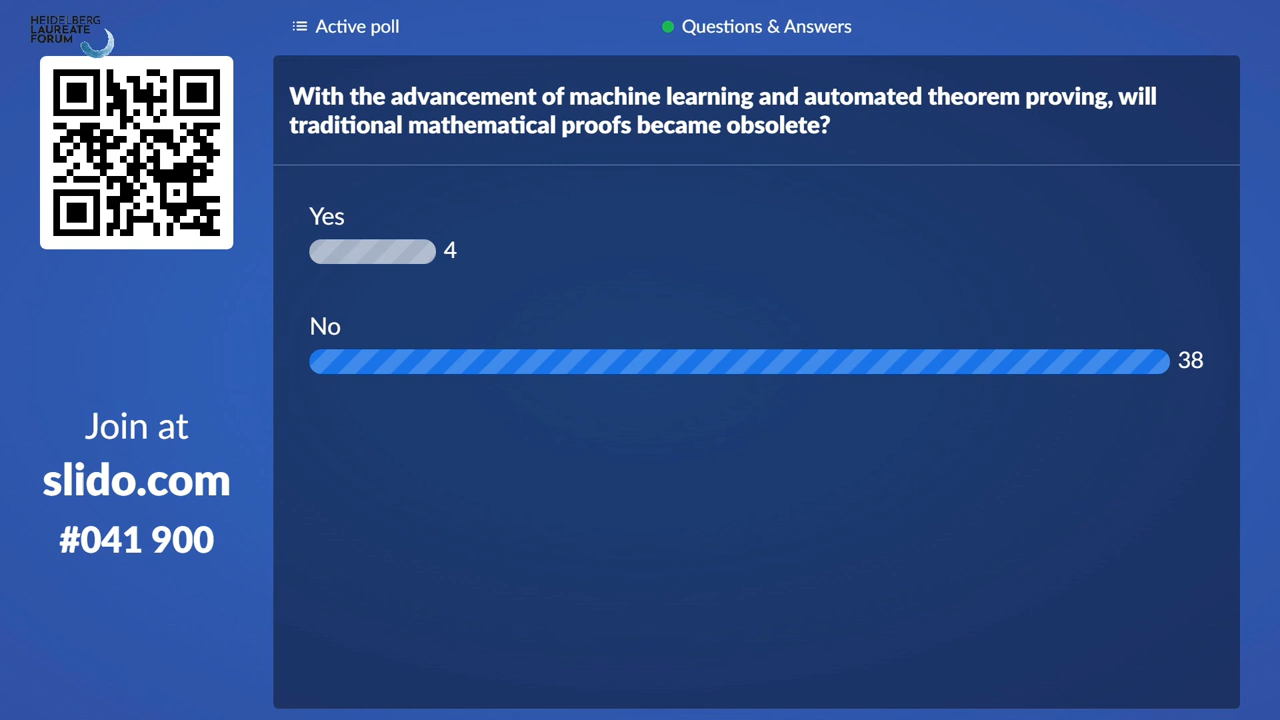 HEIDELBERG
LAUREATE
FORUM
Active poll
Questions & Answers
With the advancement of machine learning and automated theorem proving, will
traditional mathematical proofs became obsolete?
Yes
4
No
38
Join at
slido.com
#041 900